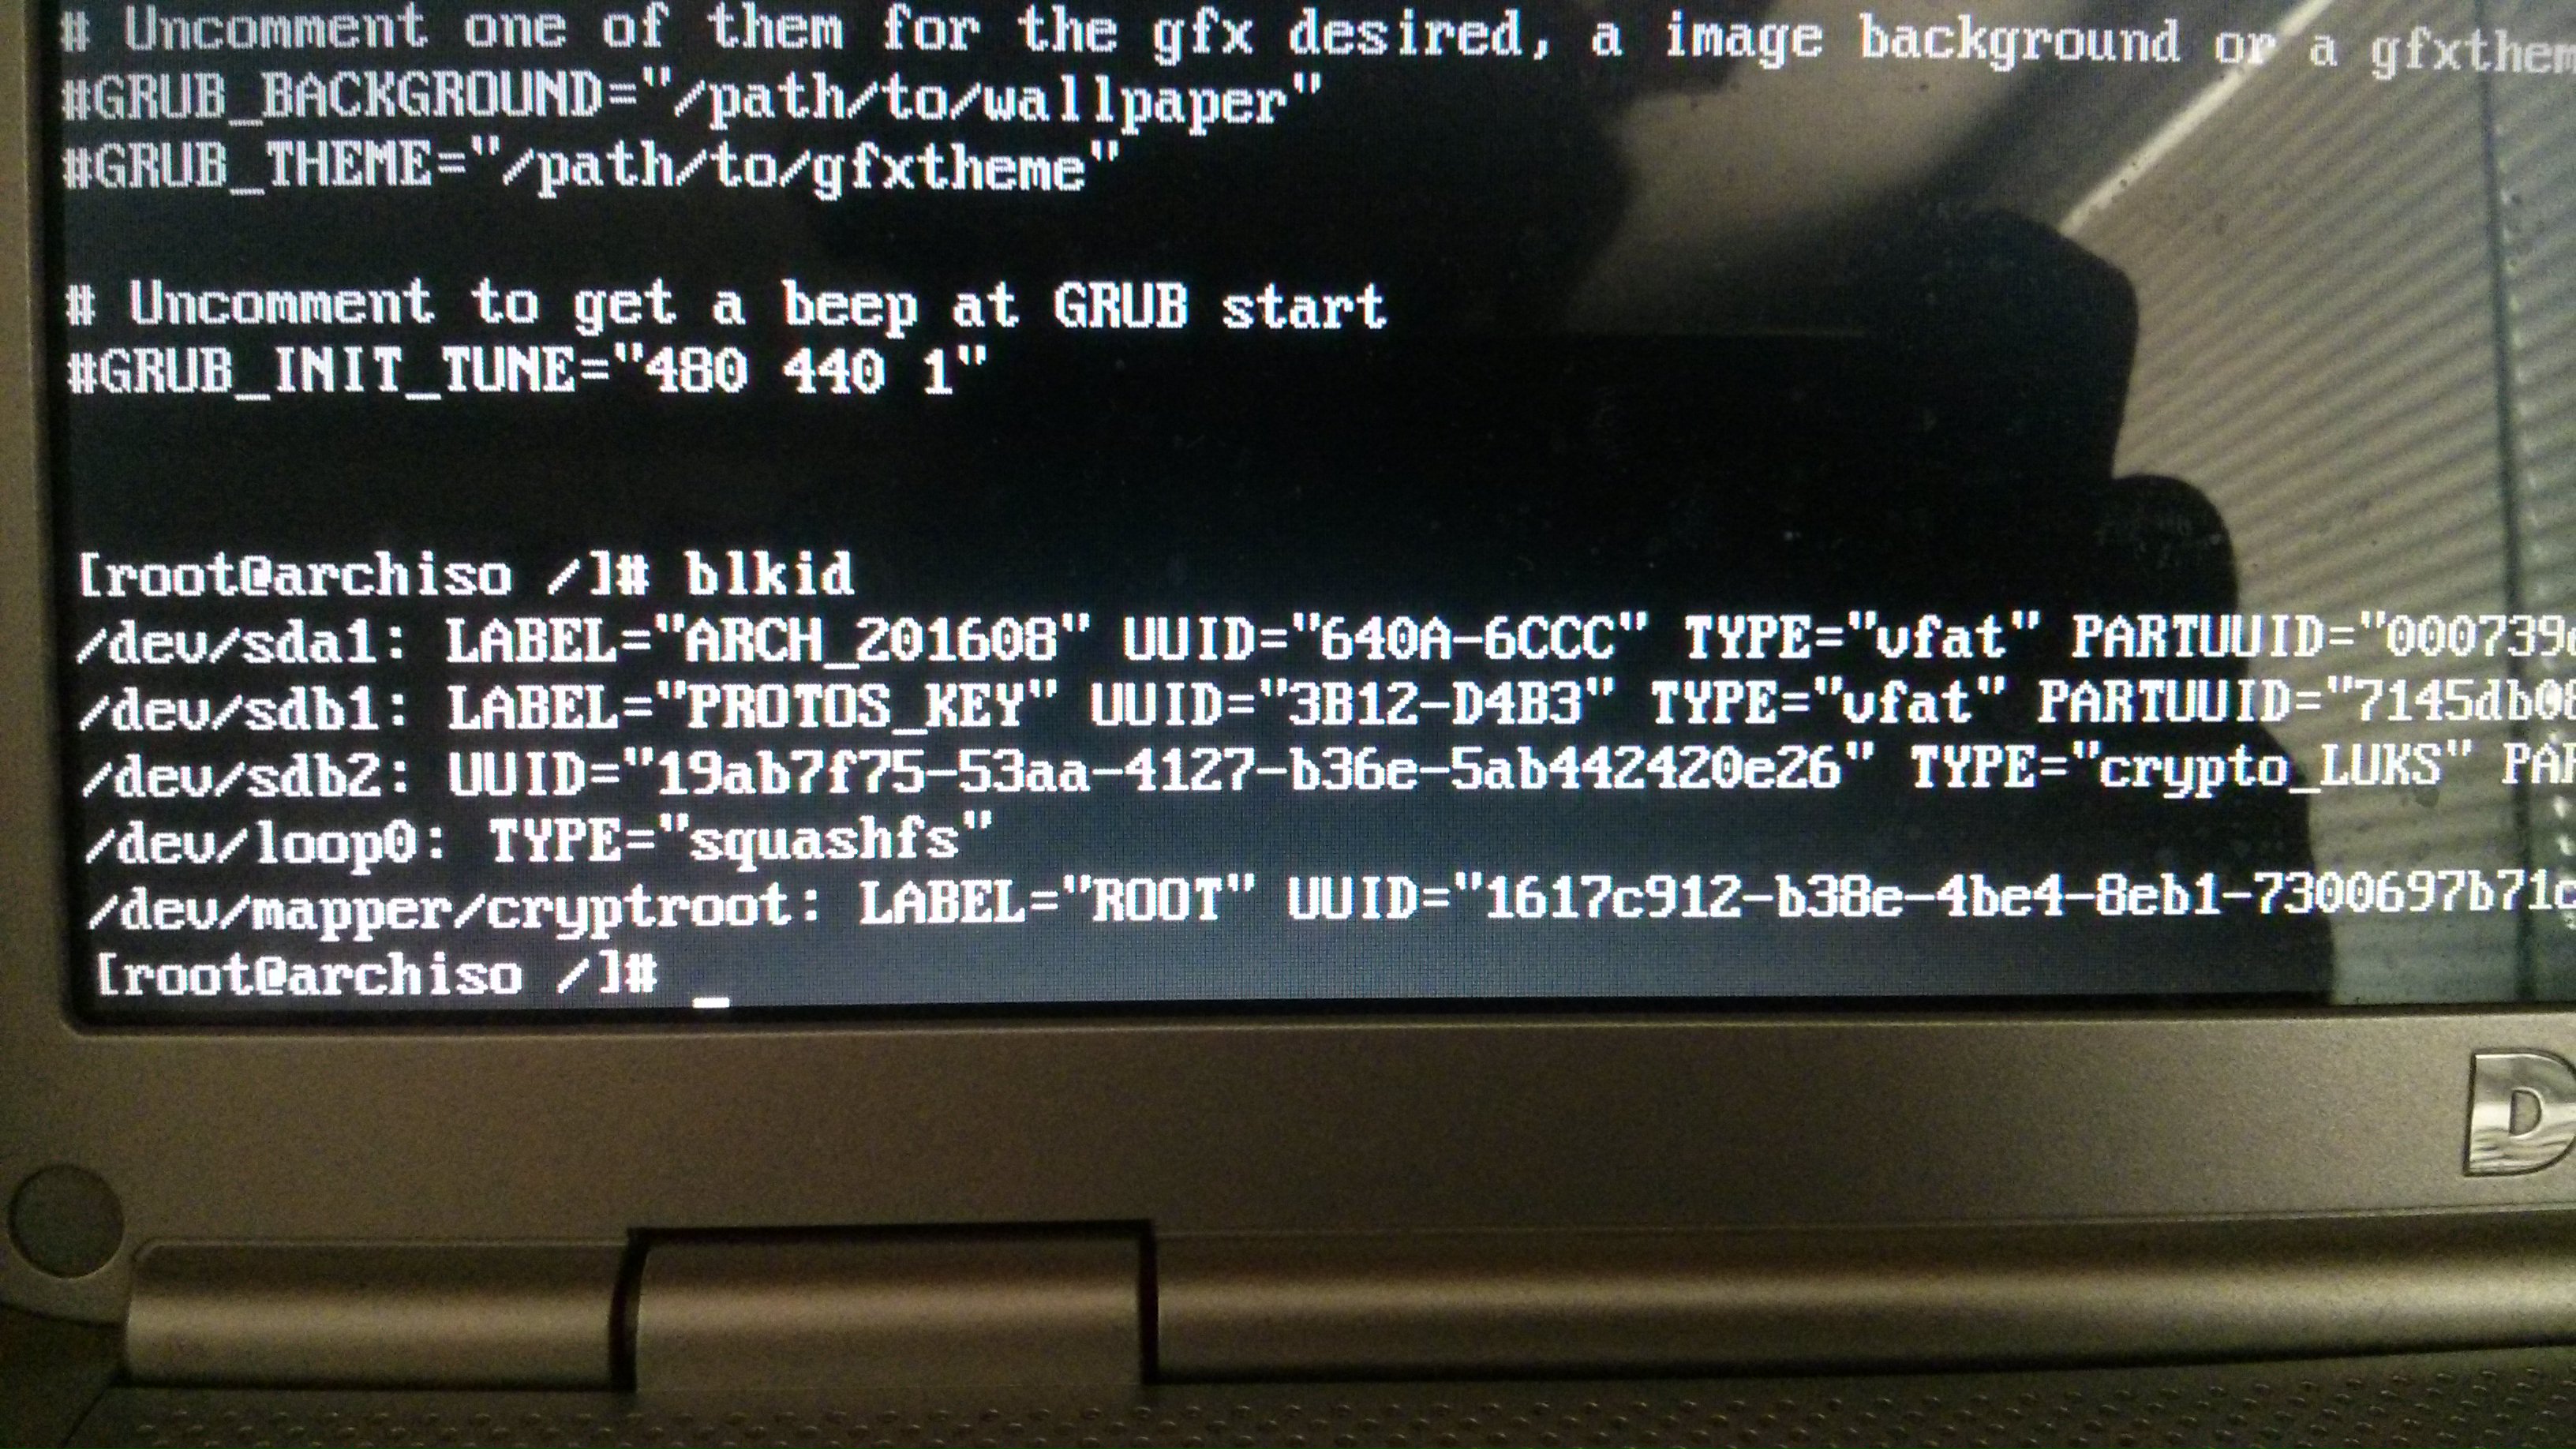 # Uncomment one of them for the gfx desired, a image background or a gfxthem
#GRUB_BACKGROUND="/path/to/wallpaper"
#GRUB_THEME="/path/to/gfxtheme"
# Uncomment to get a beep at GRUB start
#GRUB_INIT_TUNE="480 440 1"
[root@archiso /]# blkid
/dev/sda1: LABEL="ARCH_201608" UUID="640A-6CCC" TYPE="vfat" PARTUUID="000739
/dev/sdb1: LABEL="PROTOS_KEY" UUID="3B12-D4B3" TYPE="vfat" PARTUUID="7145db0
/dev/sdb2: UUID="19ab7f75-53aa-4127-b36e-5ab442420e26" TYPE="crypto_LUKS" PAR
/dev/loop0: TYPE="squashfs"
/dev/mapper/cryptroot: LABEL="ROOT" UUID="1617c912-b38e-4be4-8eb1-7300697b71
[root@archiso /]# _
D